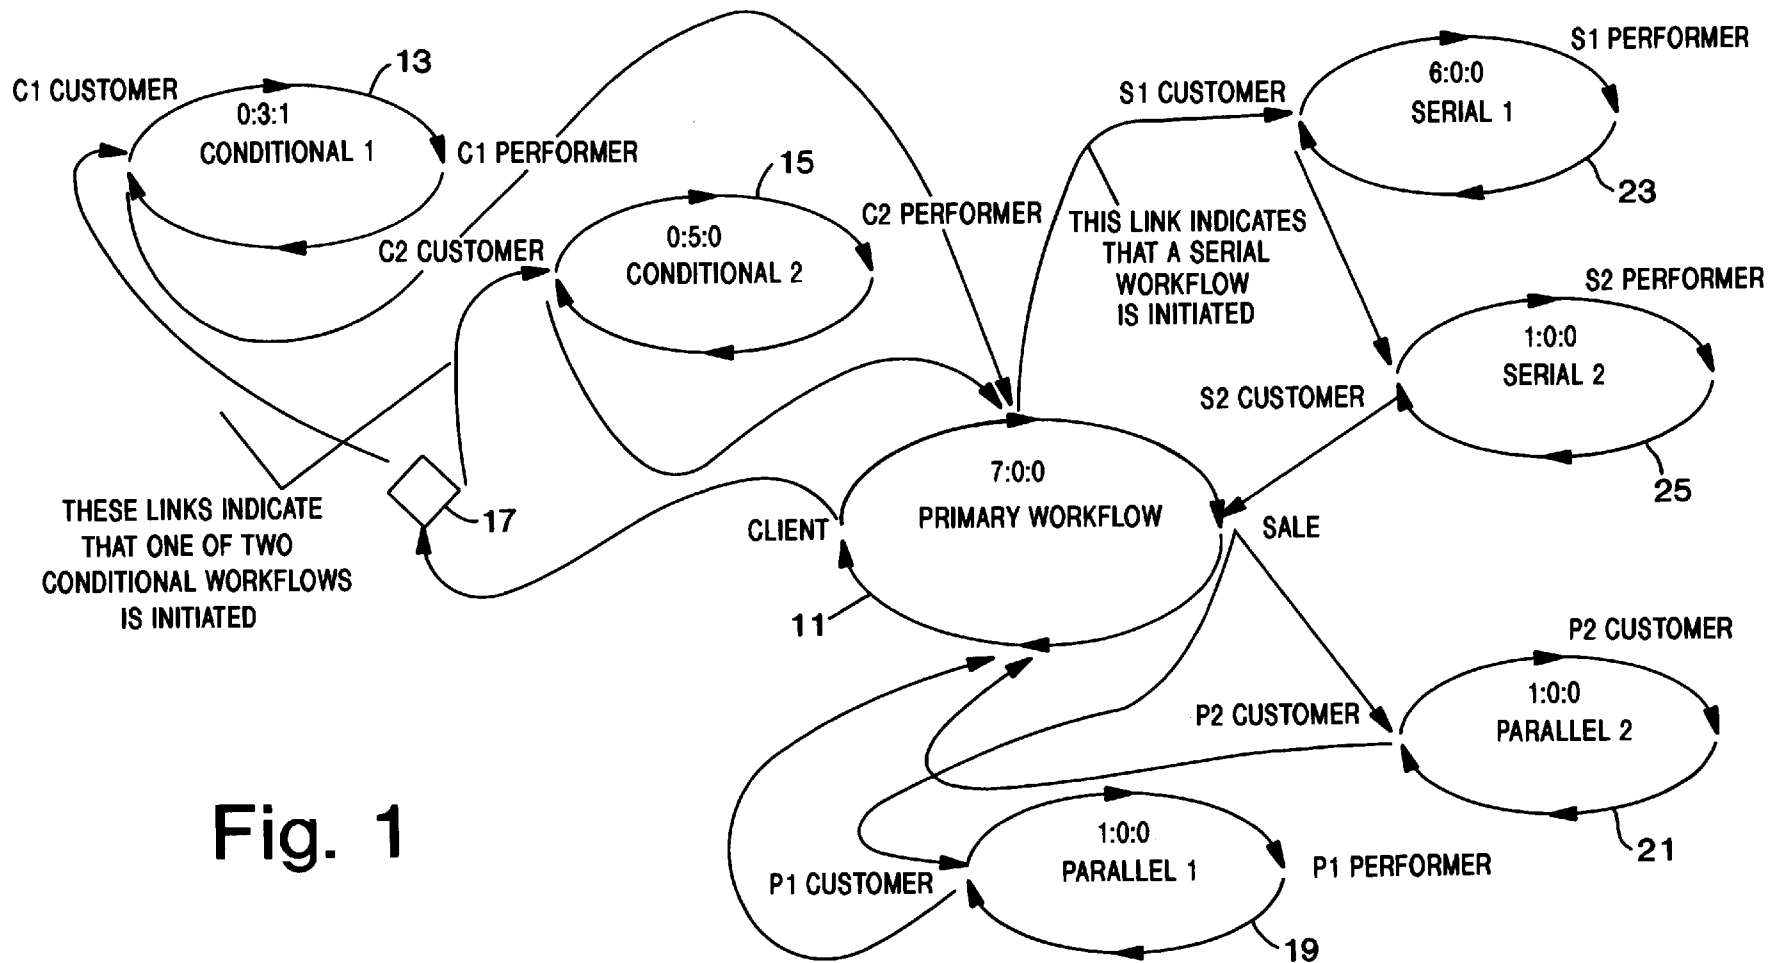 C1 CUSTOMER
13
0:3:1
CONDITIONAL 1
C1 PERFORMER
15
C2 CUSTOMER
0:5:0
CONDITIONAL 2
C2 PERFORMER
S1 CUSTOMER
S1 PERFORMER
6:0:0
SERIAL 1
23
THIS LINK INDICATES
THAT A SERIAL
WORKFLOW
IS INITIATED
S2 PERFORMER
1:0:0
SERIAL 2
S2 CUSTOMER
25
THESE LINKS INDICATE
THAT ONE OF TWO
CONDITIONAL WORKFLOWS
IS INITIATED
17
CLIENT
7:0:0
PRIMARY WORKFLOW
SALE
11
P2 CUSTOMER
P2 CUSTOMER
1:0:0
PARALLEL 2
21
P1 CUSTOMER
1:0:0
PARALLEL 1
P1 PERFORMER
19
Fig. 1